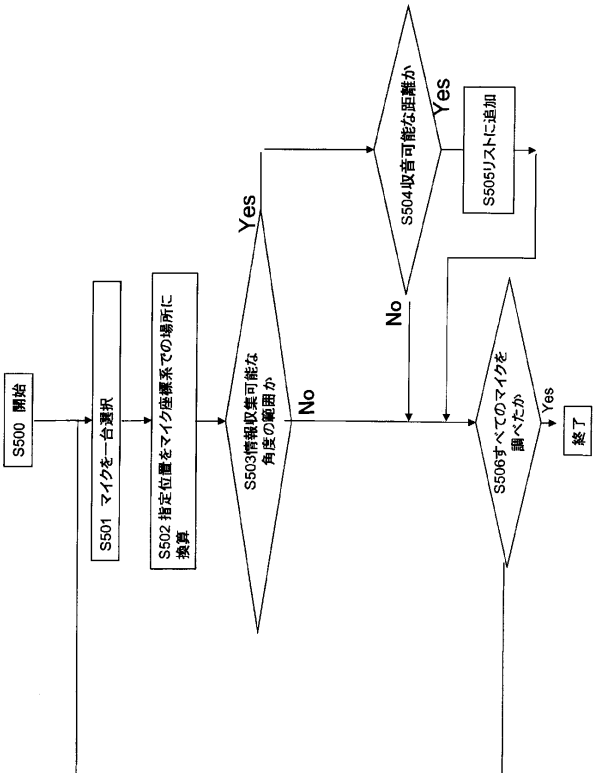 S500 開始
S501 マイクを一台選択
S502 指定位置をマイク座標系での場所に
換算
S503情報収集可能な
角度の範囲か
Yes
No
S504収音可能な距離か
Yes
No
S505リストに追加
S506すべてのマイクを
調べたか
Yes
終了